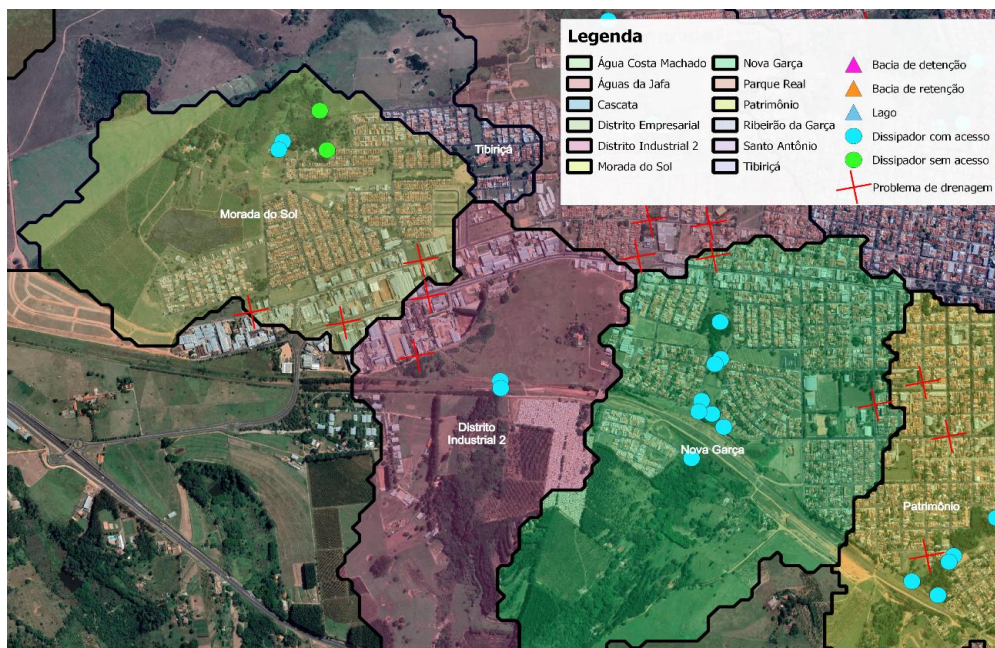 Legenda
Água Costa Machado
Águas da Jafa
Cascata
Distrito Empresarial
Distrito Industrial 2
Morada do Sol
Nova Garça
Parque Real
Patrimônio
Ribeirão da Garça
Santo Antônio
Tibiriçá
Bacia de detenção
Bacia de retenção
Lago
Dissipador com acesso
Dissipador sem acesso
Problema de drenagem
Tibiriçá
Morada do Sol
Distrito
Industrial 2
Nova Garça
Patrimônio